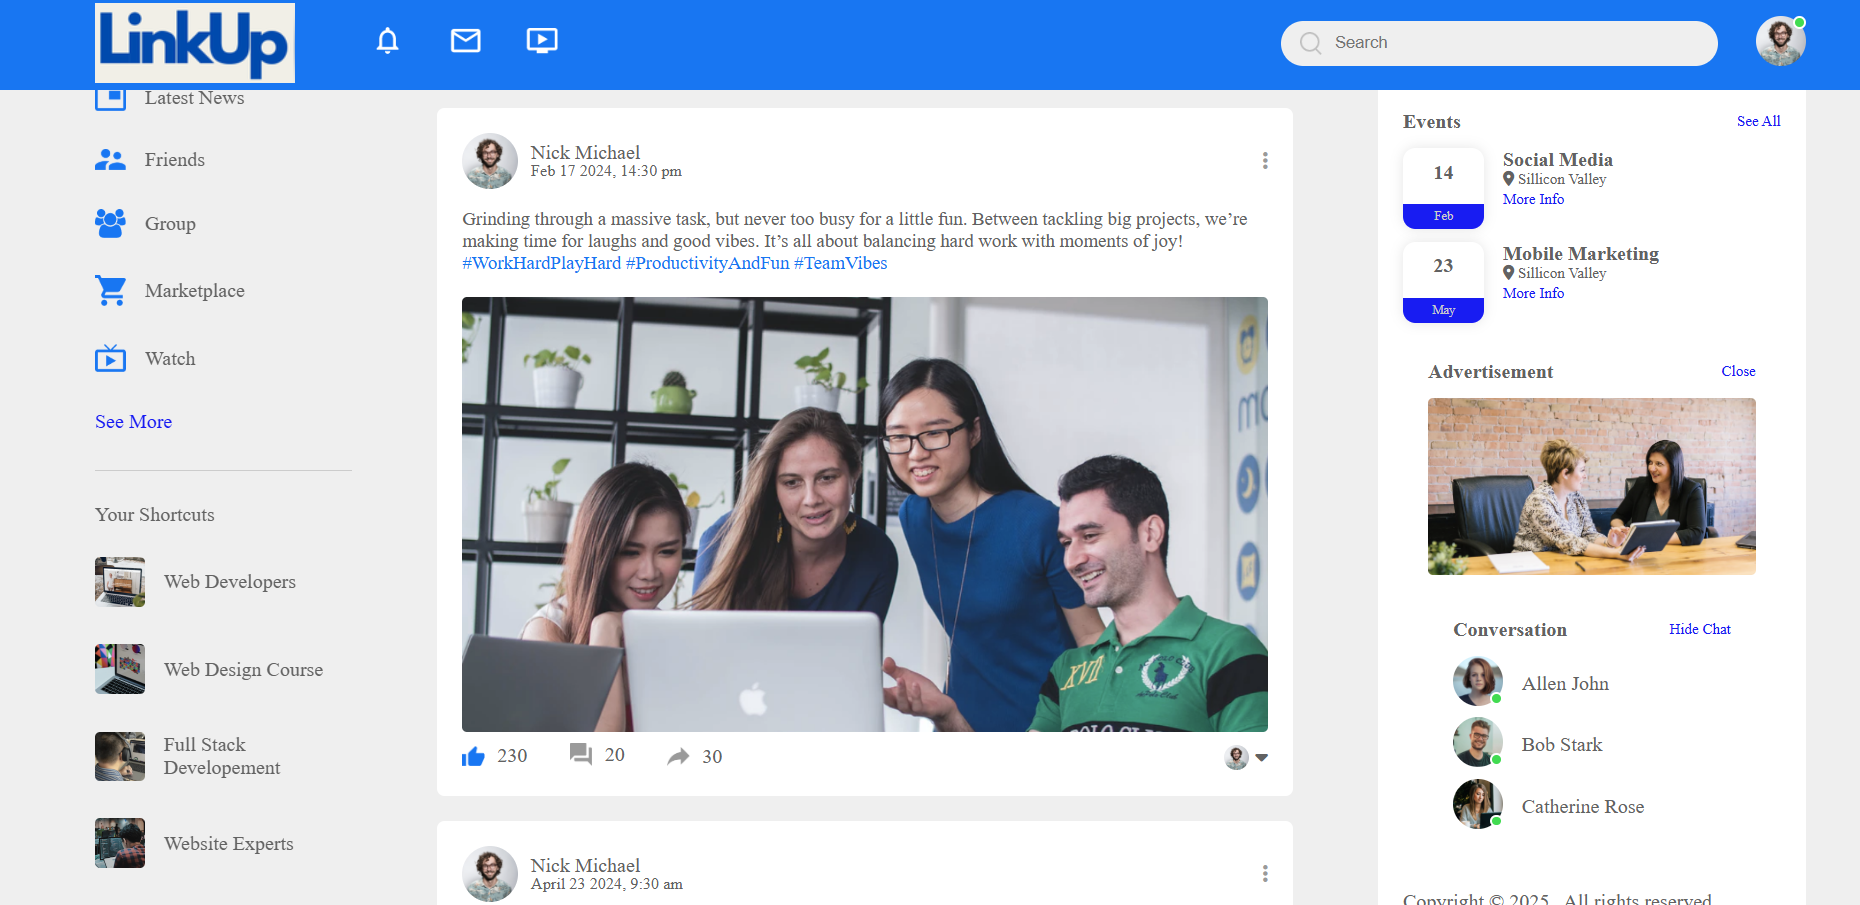 LinkUp
Search
Latest News
Friends
Group
Marketplace
Watch
See More
Your Shortcuts
Web Developers
Web Design Course
Full Stack
Developement
Website Experts
Nick Michael
Feb 17 2024, 14:30 pm
Grinding through a massive task, but never too busy for a little fun. Between tackling big projects, we’re
making time for laughs and good vibes. It’s all about balancing hard work with moments of joy!
#WorkHardPlayHard #ProductivityAndFun #TeamVibes
XVII
230
20
30
Nick Michael
April 23 2024, 9:30 am
Events
See All
14
Feb
Social Media
Sillicon Valley
More Info
23
May
Mobile Marketing
Sillicon Valley
More Info
Advertisement
Close
Conversation
Hide Chat
Allen John
Bob Stark
Catherine Rose
Copyright © 2025 . All rights reserved